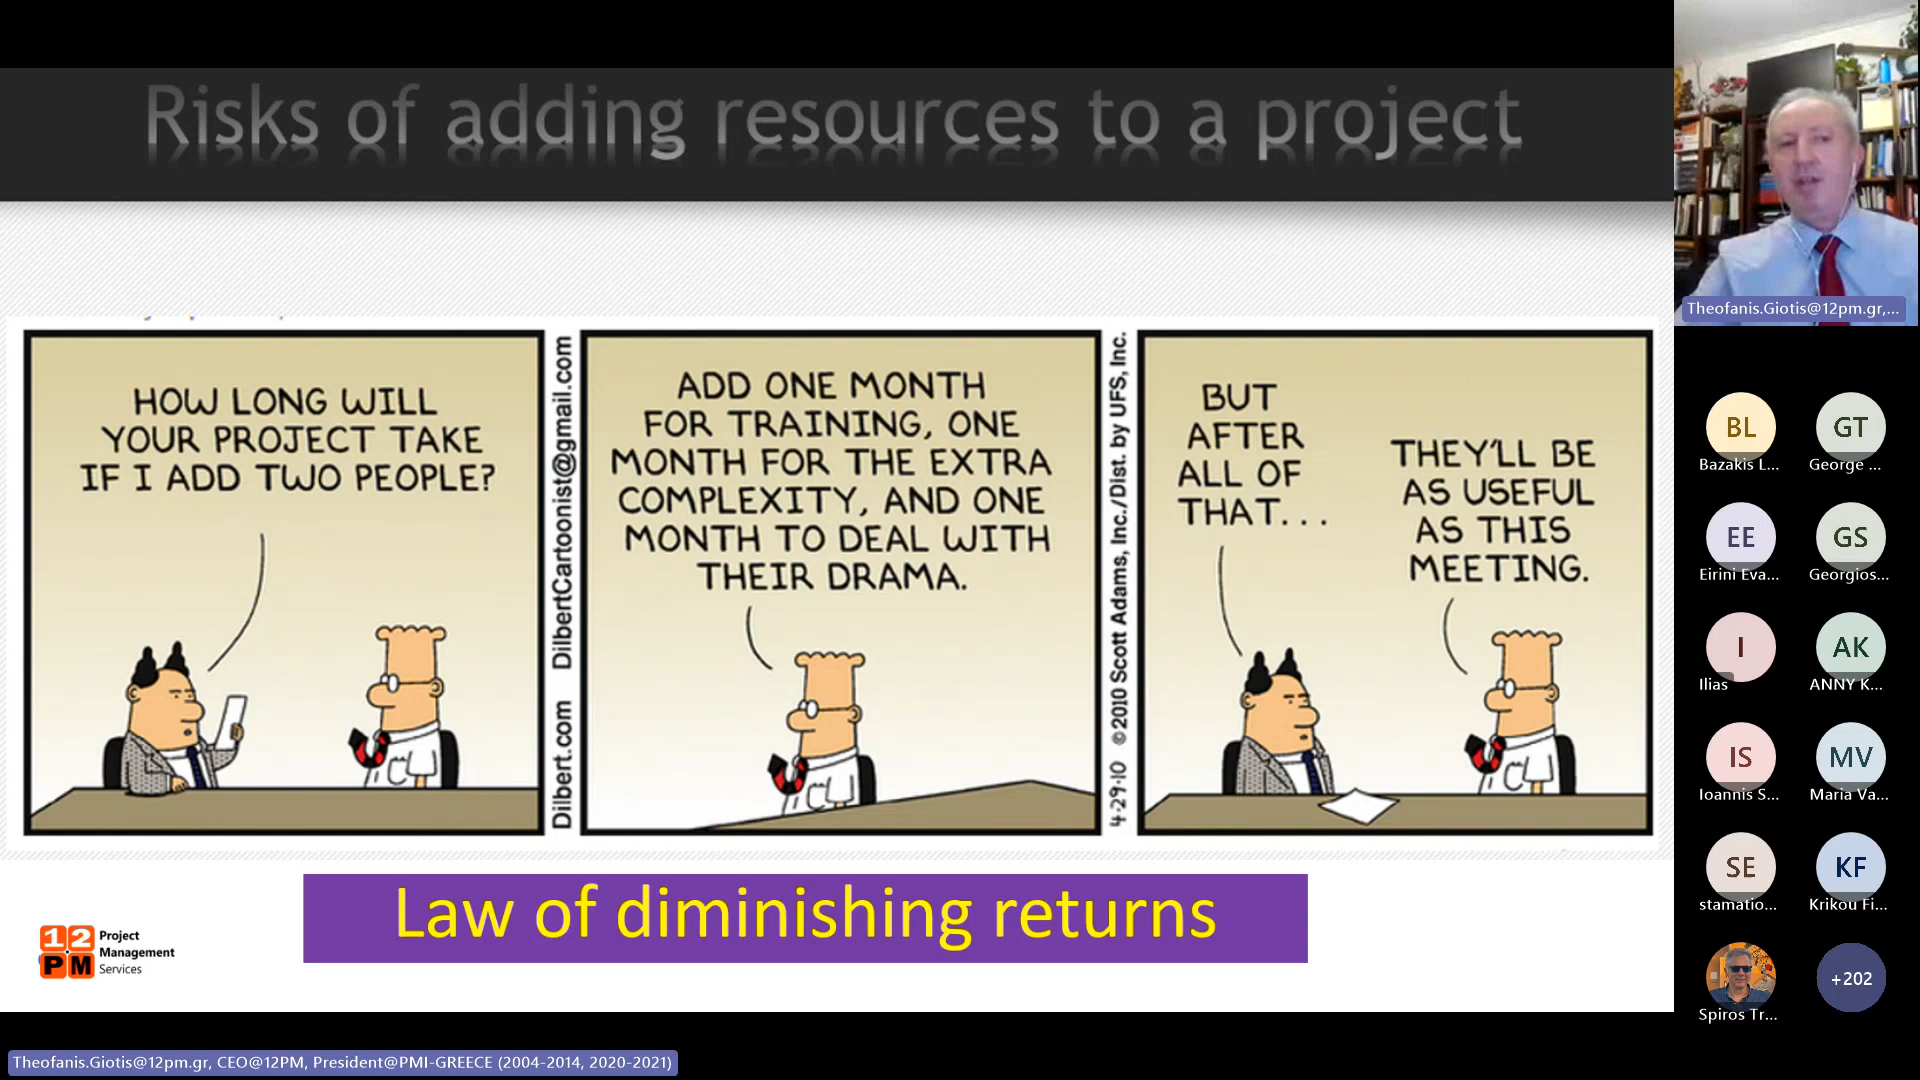 Risks of adding resources to a project
HOW LONG WILL
YOUR PROJECT TAKE
IF I ADD TWO PEOPLE?
Dilbert.com DilbertCartoonist@gmail.com
ADD ONE MONTH
FOR TRAINING, ONE
MONTH FOR THE EXTRA
COMPLEXITY, AND ONE
MONTH TO DEAL WITH
THEIR DRAMA.
4-29-10 ©2010 Scott Adams, Inc./Dist. by UFS, Inc.
BUT
AFTER
ALL OF
THAT...
THEY'LL BE
AS USEFUL
AS THIS
MEETING.
Law of diminishing returns
12
PM
Project
Management
Services
Theofanis.Giotis@12pm.gr, CEO@12PM, President@PMI-GREECE (2004-2014, 2020-2021)
Theofanis.Giotis@12pm.gr,...
BL
Bazakis L...
GT
George ...
EE
Eirini Eva...
GS
Georgios...
I
Ilias
AK
ANNY K...
IS
Ioannis S...
MV
Maria Va...
SE
stamatio...
KF
Krikou Fi...
Spiros Tr...
+202